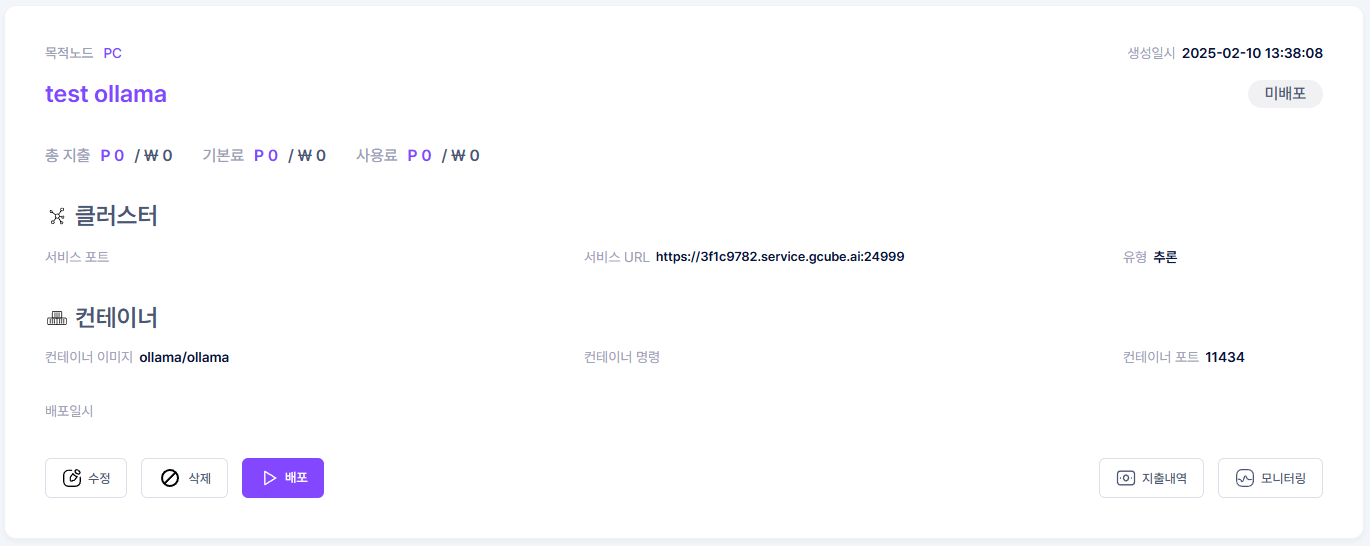 목적노드 PC 생성일시 2025-02-10 13:38:08
test ollama 미배포
총 지출 P 0 / ₩ 0 기본료 P 0 / ₩ 0 사용료 P 0 / ₩ 0
클러스터
서비스 포트 서비스 URL https://3f1c9782.service.gcube.ai:24999 유형 추론
컨테이너
컨테이너 이미지 ollama/ollama 컨테이너 명령 컨테이너 포트 11434
배포일시
수정 삭제 배포 지출내역 모니터링